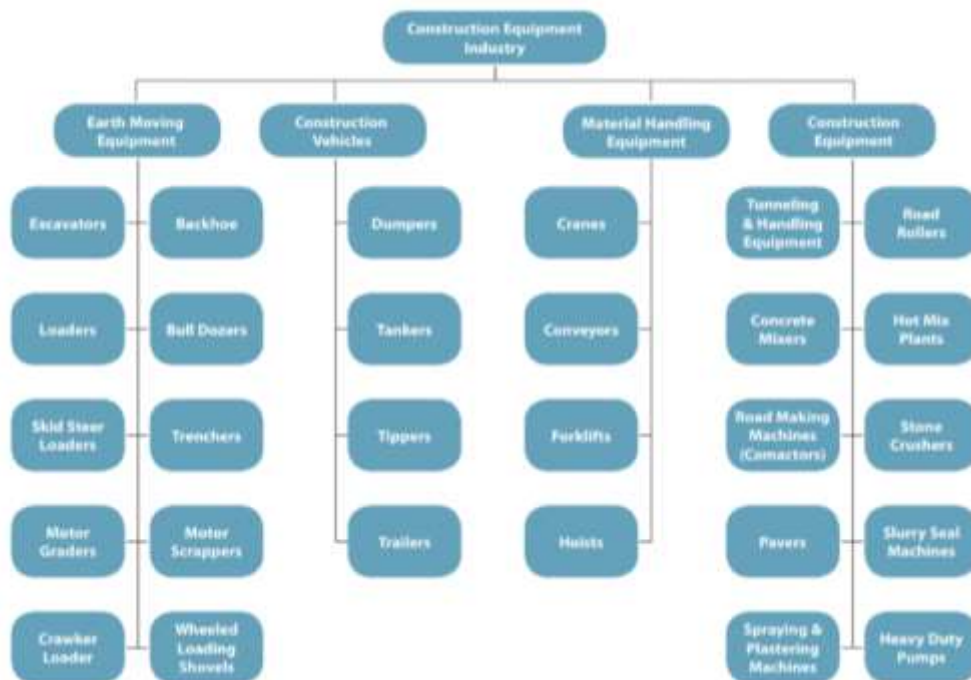 Construction Equipment
Industry
Earth Moving
Equipment
Construction
Vehicles
Material Handling
Equipment
Construction
Equipment
Excavators
Backhoe
Dumpers
Cranes
Tunneling
& Handling
Equipment
Road
Rollers
Loaders
Bull Dozers
Tankers
Conveyors
Concrete
Mixers
Hot Mix
Plants
Skid Steer
Loaders
Trenchers
Tippers
Forklifts
Road Making
Machines
(Comactors)
Stone
Crushers
Motor
Graders
Motor
Scrappers
Trailers
Hoists
Pavers
Slurry Seal
Machines
Crawker
Loader
Wheeled
Loading
Shovels
Spraying &
Plastering
Machines
Heavy Duty
Pumps